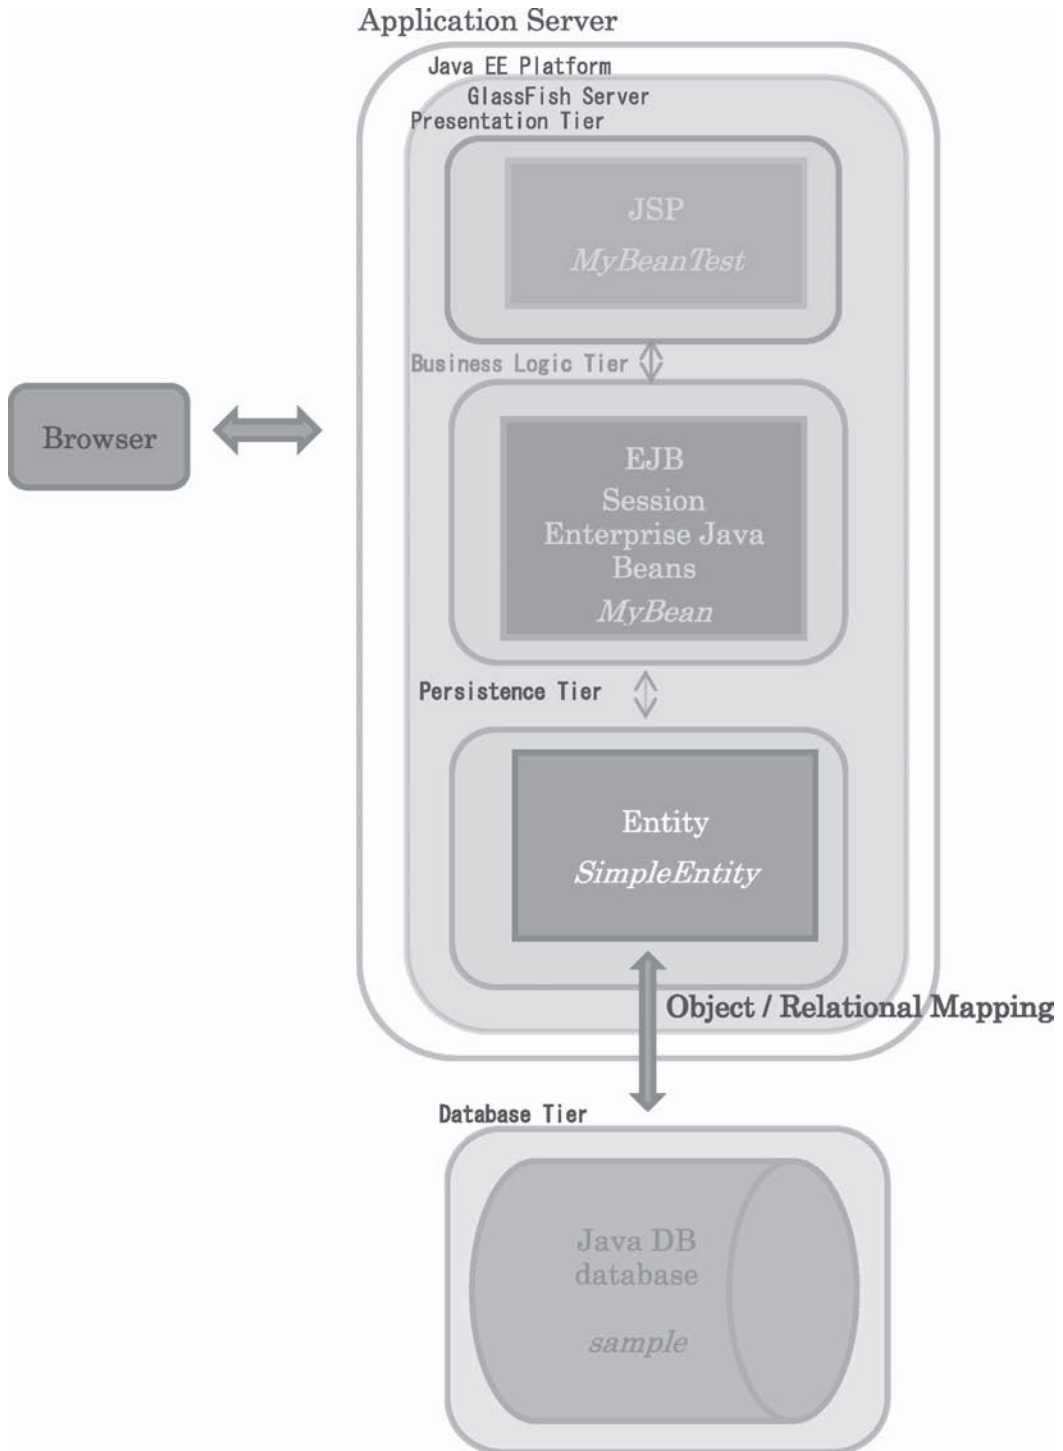 Application Server
Java EE Platform
GlassFish Server
Presentation Tier
JSP
MyBeanTest
Business Logic Tier
Browser
EJB
Session
Enterprise Java
Beans
MyBean
Persistence Tier
Entity
SimpleEntity
Object / Relational Mapping
Database Tier
Java DB
database
sample